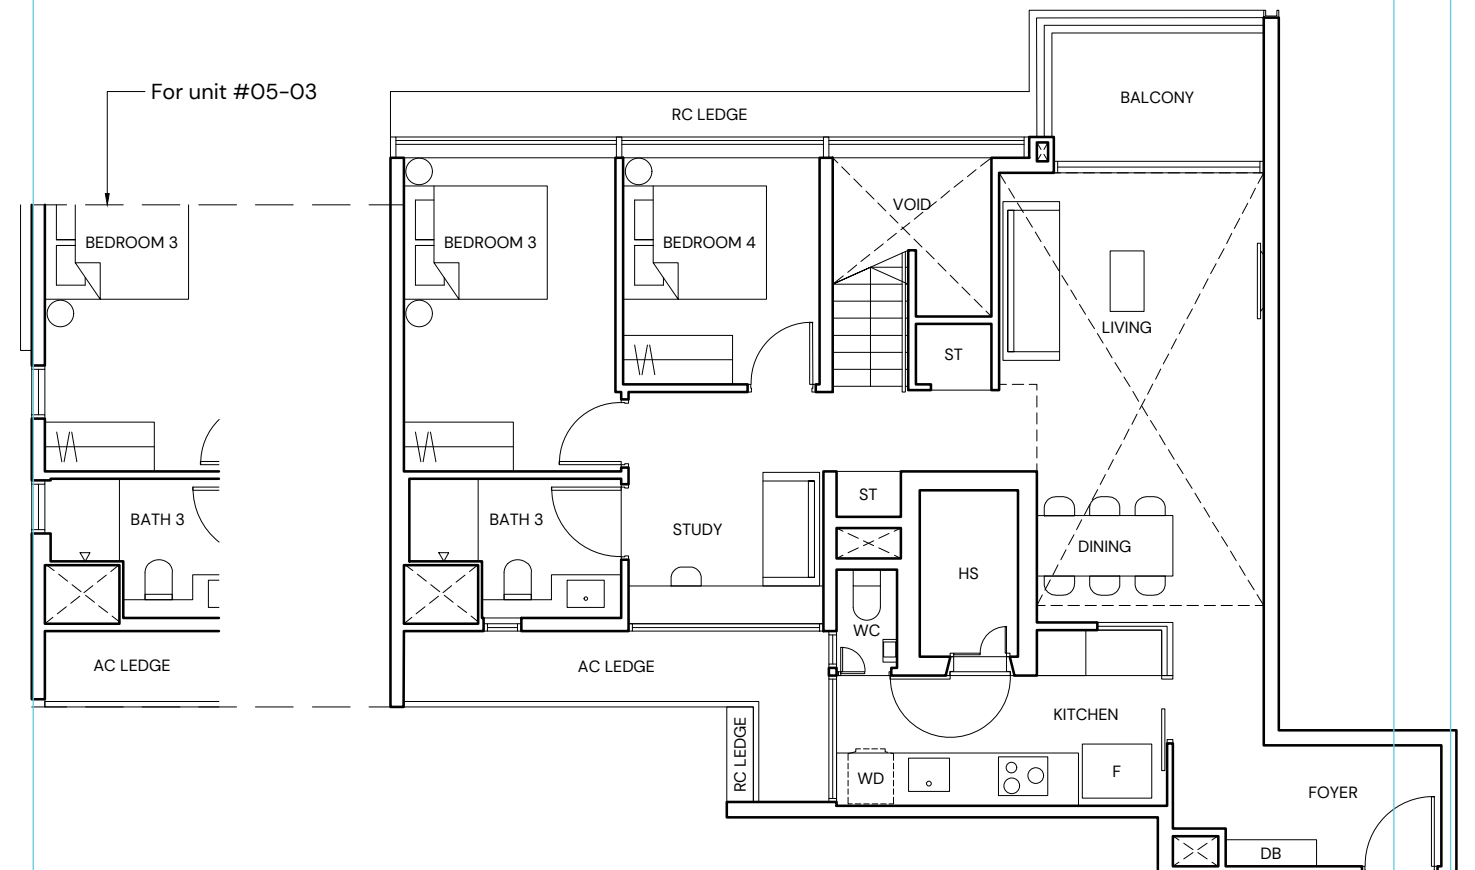 For unit #05-03
BALCONY
RC LEDGE
VOID
BEDROOM 3
BEDROOM 3
BEDROOM 4
LIVING
ST
ST
BATH 3
BATH 3
STUDY
DINING
HS
WC
AC LEDGE
AC LEDGE
KITCHEN
RC LEDGE
WD
F
FOYER
DB